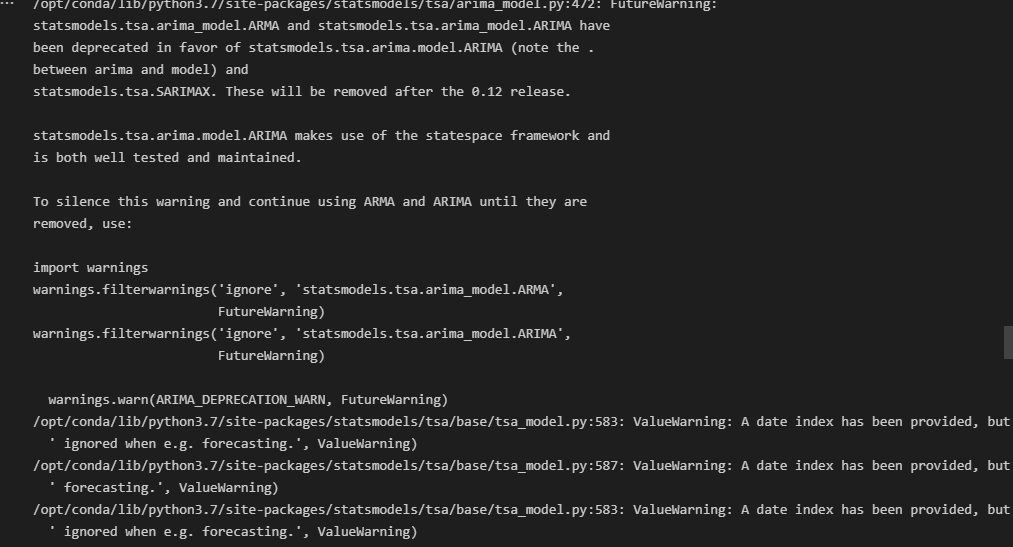 ... /opt/conda/lib/python3.7/site-packages/statsmodels/tsa/arima_model.py:472: FutureWarning:
statsmodels.tsa.arima_model.ARMA and statsmodels.tsa.arima_model.ARIMA have
been deprecated in favor of statsmodels.tsa.arima.model.ARIMA (note the .
between arima and model) and
statsmodels.tsa.SARIMAX. These will be removed after the 0.12 release.

statsmodels.tsa.arima.model.ARIMA makes use of the statespace framework and
is both well tested and maintained.

To silence this warning and continue using ARMA and ARIMA until they are
removed, use:

import warnings
warnings.filterwarnings('ignore', 'statsmodels.tsa.arima_model.ARMA',
                        FutureWarning)
warnings.filterwarnings('ignore', 'statsmodels.tsa.arima_model.ARIMA',
                        FutureWarning)

  warnings.warn(ARIMA_DEPRECATION_WARN, FutureWarning)
/opt/conda/lib/python3.7/site-packages/statsmodels/tsa/base/tsa_model.py:583: ValueWarning: A date index has been provided, but
  ' ignored when e.g. forecasting.', ValueWarning)
/opt/conda/lib/python3.7/site-packages/statsmodels/tsa/base/tsa_model.py:587: ValueWarning: A date index has been provided, but
  ' forecasting.', ValueWarning)
/opt/conda/lib/python3.7/site-packages/statsmodels/tsa/base/tsa_model.py:583: ValueWarning: A date index has been provided, but
  ' ignored when e.g. forecasting.', ValueWarning)